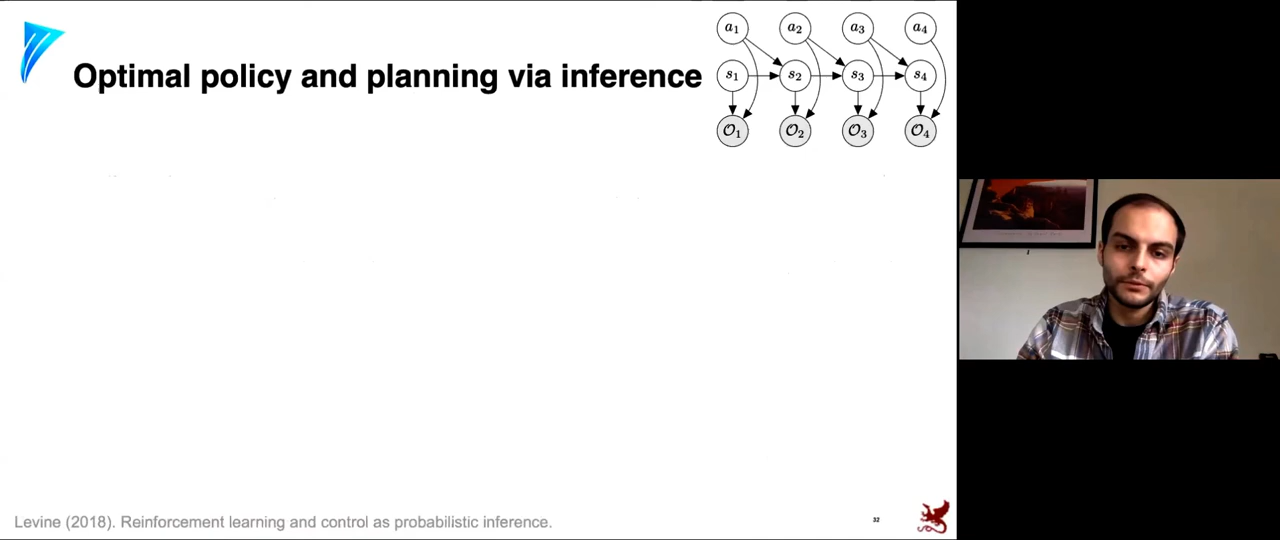 Optimal policy and planning via inference
a₁ a₂ a₃ a₄
s₁ s₂ s₃ s₄
𝒪₁ 𝒪₂ 𝒪₃ 𝒪₄
Levine (2018). Reinforcement learning and control as probabilistic inference.
32